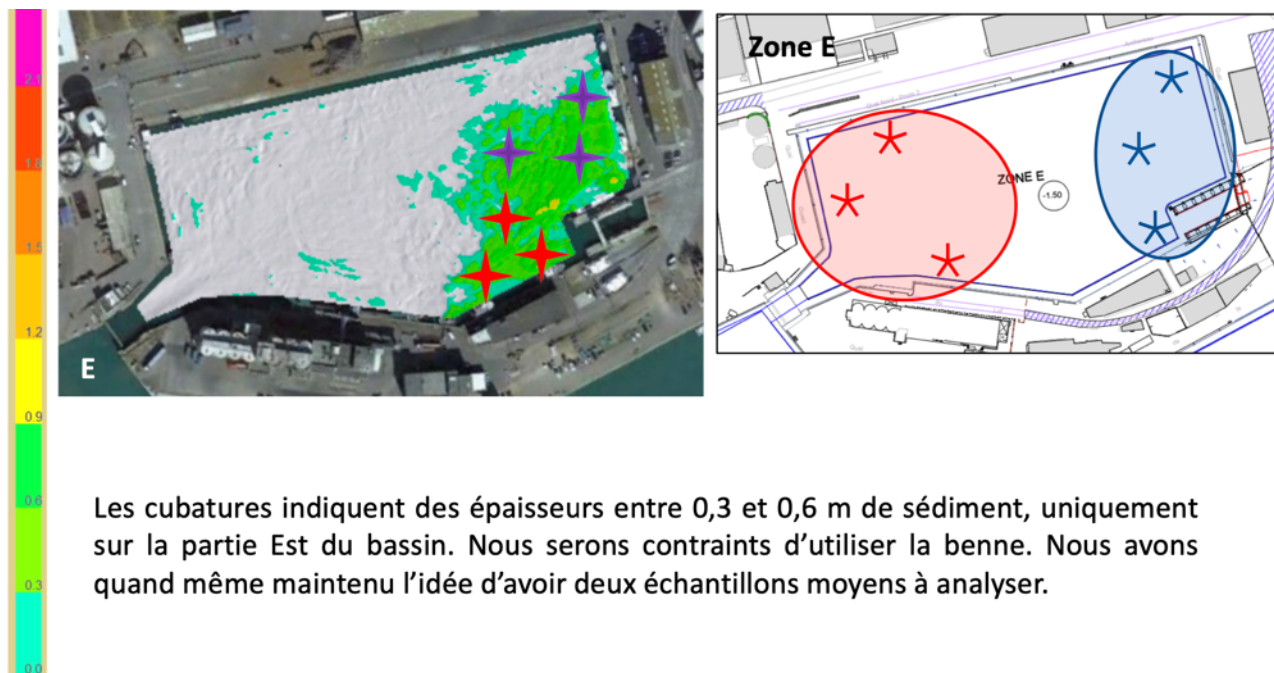 2.1
1.8
1.5
1.2
0.9
0.6
0.3
0.0
E
Zone E
ZONE E
-1.50
Quai
Quai
Les cubatures indiquent des épaisseurs entre 0,3 et 0,6 m de sédiment, uniquement
sur la partie Est du bassin. Nous serons contraints d’utiliser la benne. Nous avons
quand même maintenu l’idée d’avoir deux échantillons moyens à analyser.